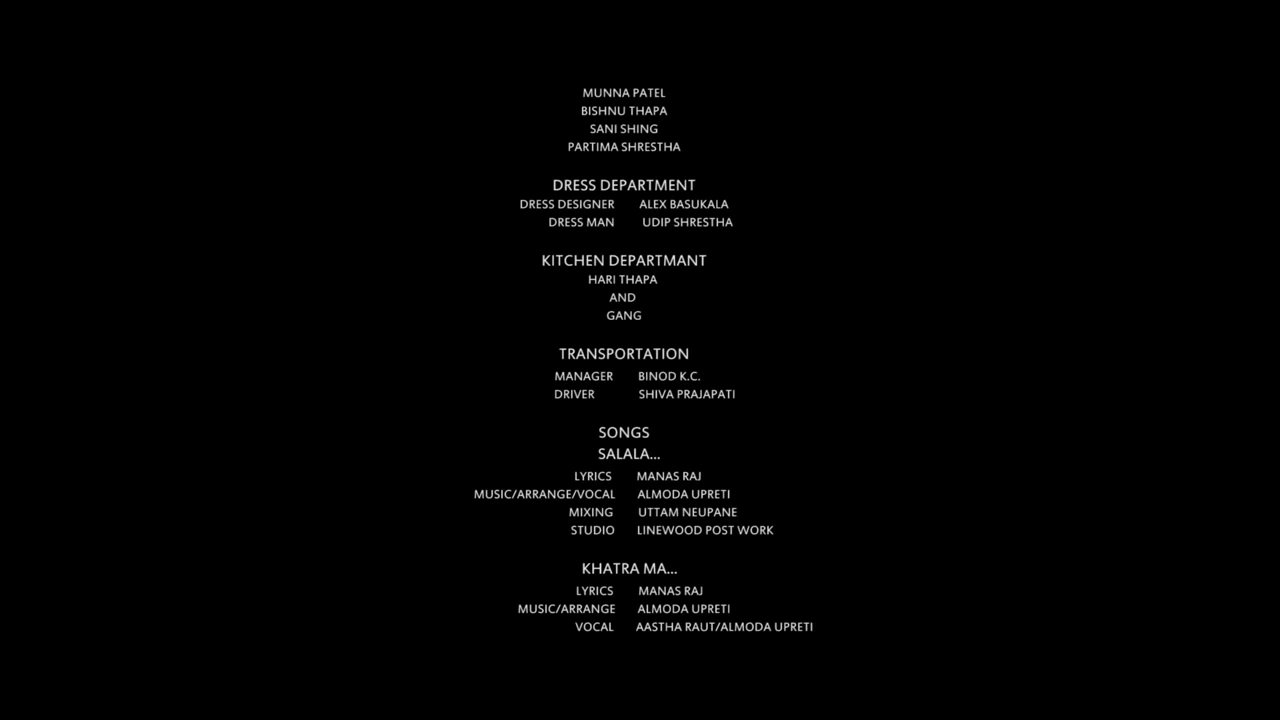 MUNNA PATEL
BISHNU THAPA
SANI SHING
PARTIMA SHRESTHA
DRESS DEPARTMENT
DRESS DESIGNER ALEX BASUKALA
DRESS MAN UDIP SHRESTHA
KITCHEN DEPARTMANT
HARI THAPA
AND
GANG
TRANSPORTATION
MANAGER BINOD K.C.
DRIVER SHIVA PRAJAPATI
SONGS
SALALA...
LYRICS MANAS RAJ
MUSIC/ARRANGE/VOCAL ALMODA UPRETI
MIXING UTTAM NEUPANE
STUDIO LINEWOOD POST WORK
KHATRA MA...
LYRICS MANAS RAJ
MUSIC/ARRANGE ALMODA UPRETI
VOCAL AASTHA RAUT/ALMODA UPRETI